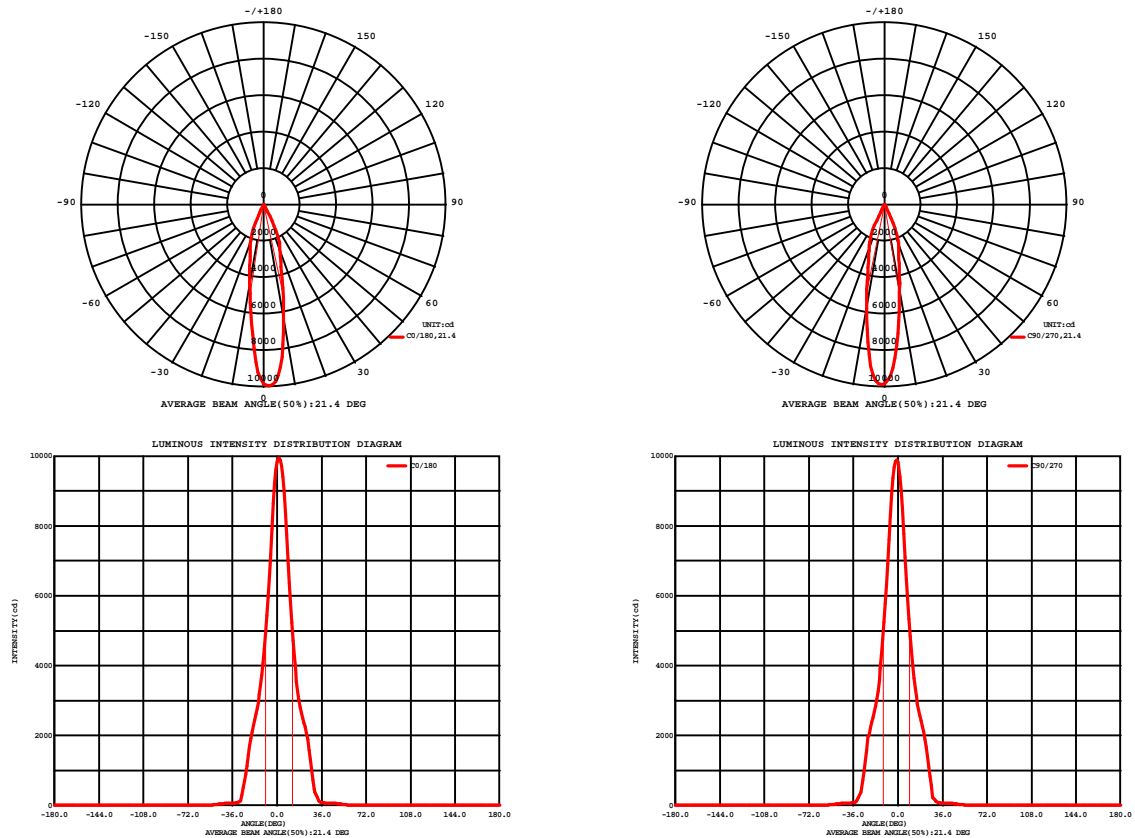 -/+180
-150
150
-120
120
-90
90
0
2000
4000
6000
8000
10000
-60
60
-30
30
0
UNIT:cd
C0/180,21.4
AVERAGE BEAM ANGLE(50%):21.4 DEG
-/+180
-150
150
-120
120
-90
90
0
2000
4000
6000
8000
10000
-60
60
-30
30
0
UNIT:cd
C90/270,21.4
AVERAGE BEAM ANGLE(50%):21.4 DEG
LUMINOUS INTENSITY DISTRIBUTION DIAGRAM
C0/180
10000
8000
6000
4000
2000
0
INTENSITY(cd)
-180.0 -144.0 -108.0 -72.0 -36.0 0.0 36.0 72.0 108.0 144.0 180.0
ANGLE(DEG)
AVERAGE BEAM ANGLE(50%):21.4 DEG
LUMINOUS INTENSITY DISTRIBUTION DIAGRAM
C90/270
10000
8000
6000
4000
2000
0
INTENSITY(cd)
-180.0 -144.0 -108.0 -72.0 -36.0 0.0 36.0 72.0 108.0 144.0 180.0
ANGLE(DEG)
AVERAGE BEAM ANGLE(50%):21.4 DEG